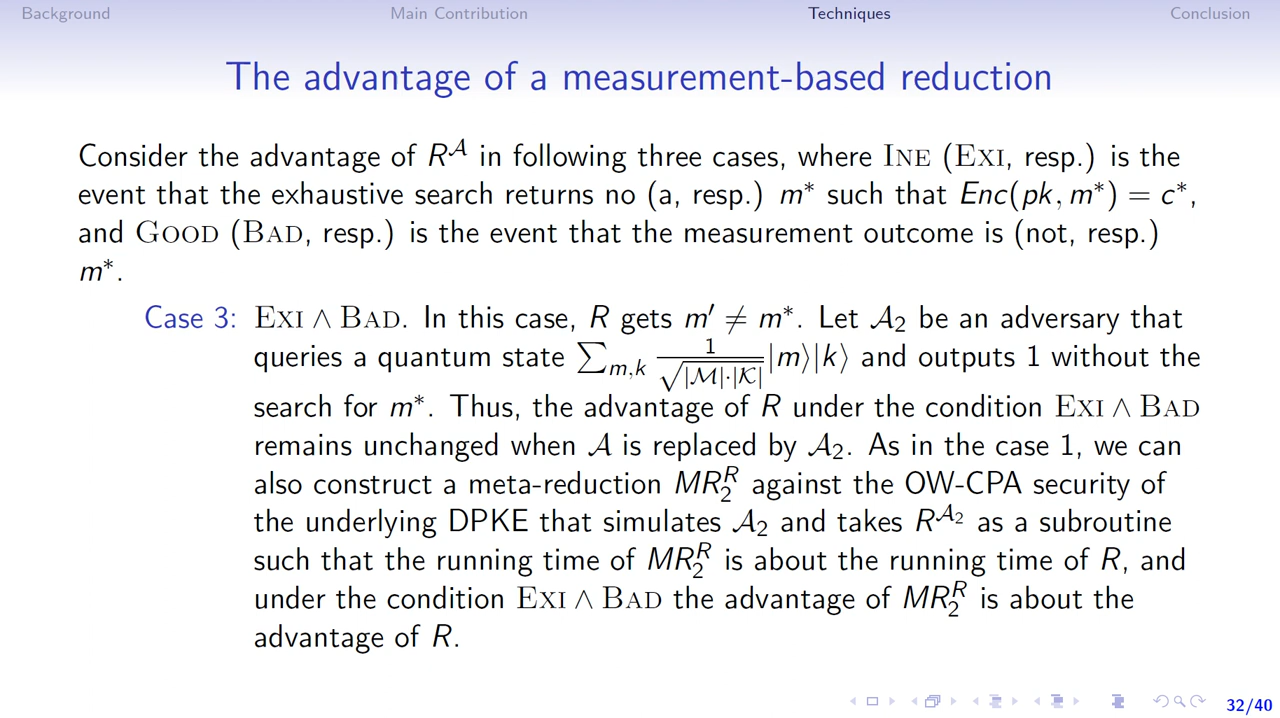 Background Main Contribution Techniques Conclusion
The advantage of a measurement-based reduction
Consider the advantage of R^𝒜 in following three cases, where INE (EXI, resp.) is the
event that the exhaustive search returns no (a, resp.) m* such that Enc(pk, m*) = c*,
and GOOD (BAD, resp.) is the event that the measurement outcome is (not, resp.)
m*.
Case 3: EXI ∧ BAD. In this case, R gets m′ ≠ m*. Let 𝒜₂ be an adversary that
queries a quantum state ∑_{m,k} 1/√(|ℳ|·|𝒦|) |m⟩|k⟩ and outputs 1 without the
search for m*. Thus, the advantage of R under the condition EXI ∧ BAD
remains unchanged when 𝒜 is replaced by 𝒜₂. As in the case 1, we can
also construct a meta-reduction MR₂^R against the OW-CPA security of
the underlying DPKE that simulates 𝒜₂ and takes R^{𝒜₂} as a subroutine
such that the running time of MR₂^R is about the running time of R, and
under the condition EXI ∧ BAD the advantage of MR₂^R is about the
advantage of R.
32/40